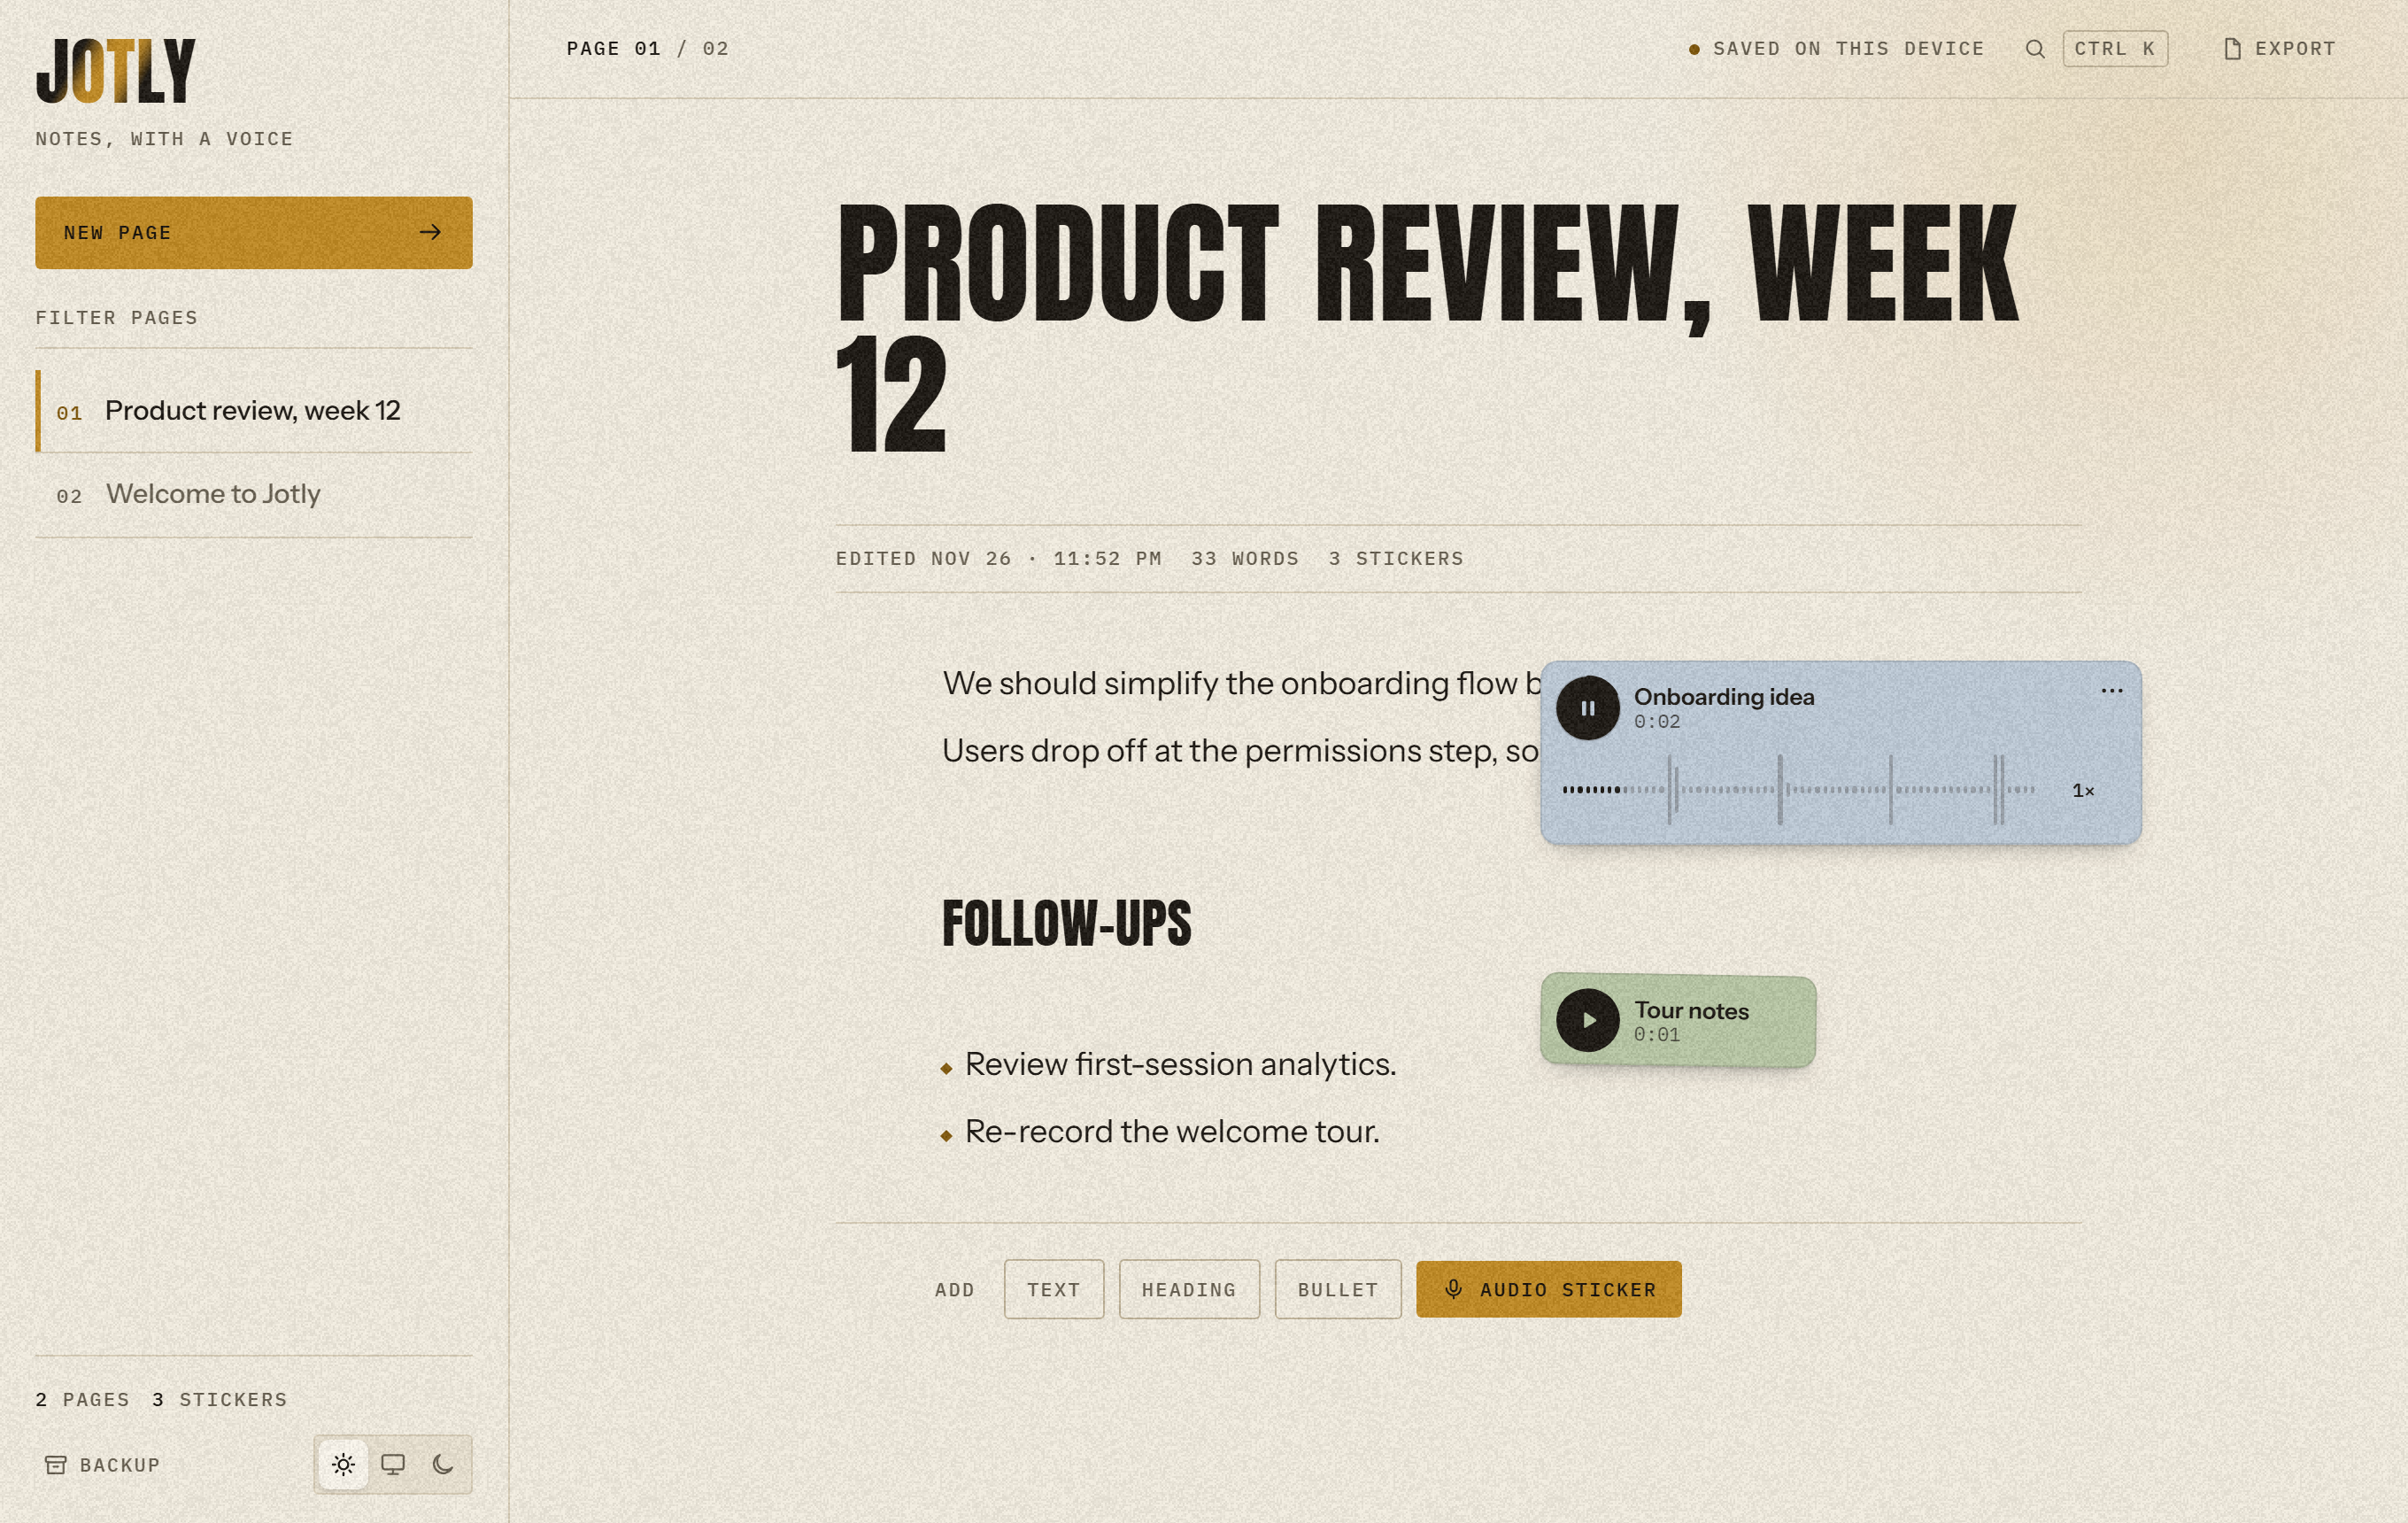 JOTLY
NOTES, WITH A VOICE
NEW PAGE
FILTER PAGES
01 Product review, week 12
02 Welcome to Jotly
2 PAGES 3 STICKERS
BACKUP
PAGE 01 / 02
SAVED ON THIS DEVICE
CTRL K
EXPORT
PRODUCT REVIEW, WEEK
12
EDITED NOV 26 · 11:52 PM 33 WORDS 3 STICKERS
We should simplify the onboarding flow
Users drop off at the permissions step, so
Onboarding idea
0:02
1×
FOLLOW-UPS
Tour notes
0:01
Review first-session analytics.
Re-record the welcome tour.
ADD TEXT HEADING BULLET AUDIO STICKER